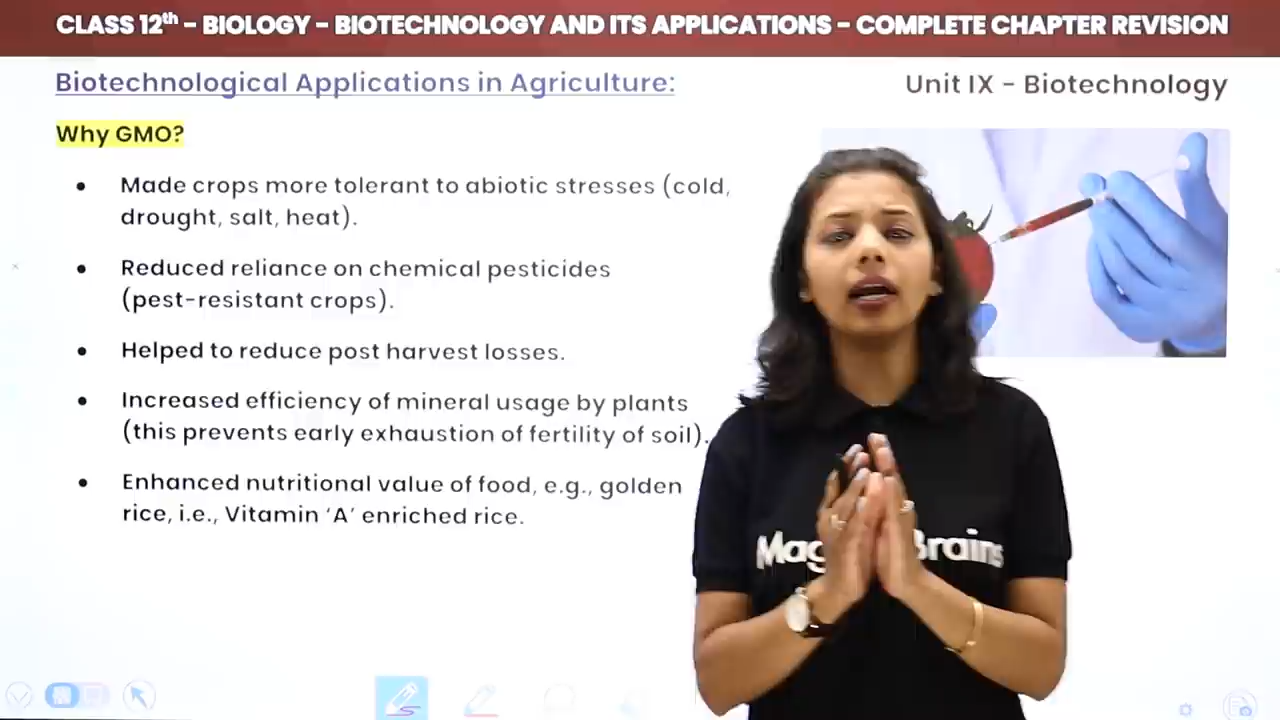 CLASS 12th – BIOLOGY – BIOTECHNOLOGY AND ITS APPLICATIONS – COMPLETE CHAPTER REVISION
Biotechnological Applications in Agriculture:
Unit IX – Biotechnology
Why GMO?
• Made crops more tolerant to abiotic stresses (cold,
drought, salt, heat).
• Reduced reliance on chemical pesticides
(pest-resistant crops).
• Helped to reduce post harvest losses.
• Increased efficiency of mineral usage by plants
(this prevents early exhaustion of fertility of soil).
• Enhanced nutritional value of food, e.g., golden
rice, i.e., Vitamin ‘A’ enriched rice.
Brains